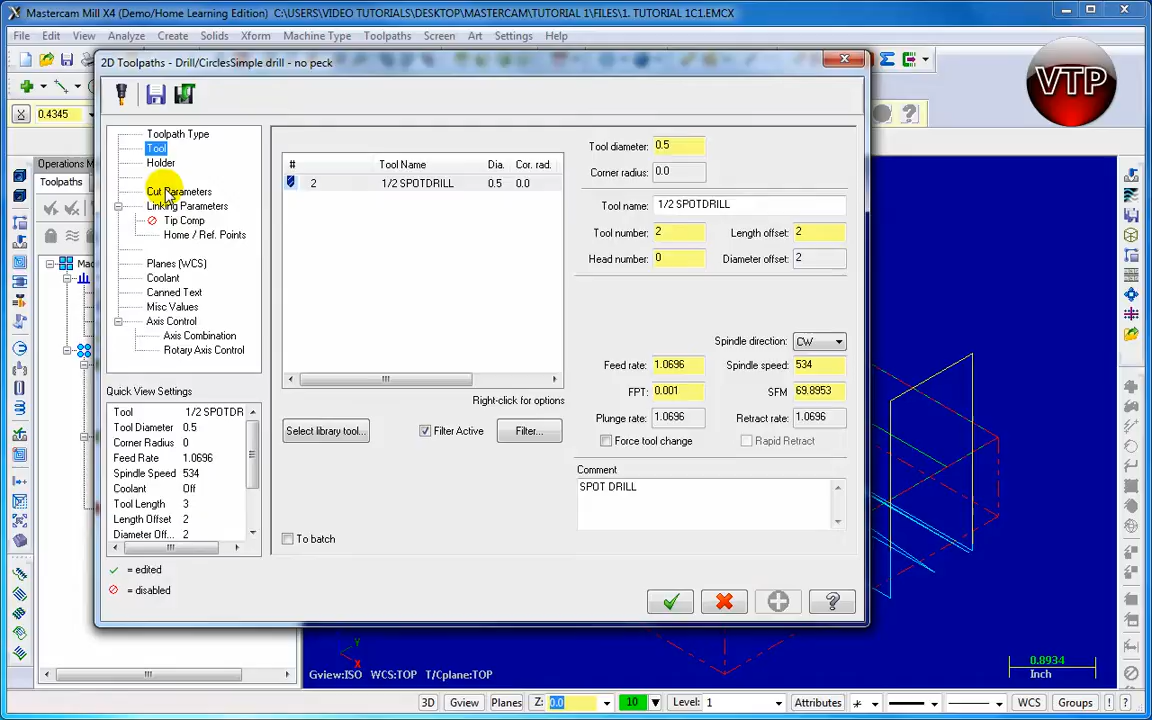 Mastercam Mill X4 (Demo/Home Learning Edition) C:\USERS\VIDEO TUTORIALS\DESKTOP\MASTERCAM\TUTORIAL 1\FILES\1. TUTORIAL 1C1.EMCX
File Edit View Analyze Create Solids Xform Machine Type Toolpaths Screen Art Settings Help
2D Toolpaths - Drill/CirclesSimple drill - no peck
VTP
0.4345
Operations M
Toolpaths
Mac
Toolpath Type
Tool
Holder
Cut Parameters
Linking Parameters
Tip Comp
Home / Ref. Points
Planes (WCS)
Coolant
Canned Text
Misc Values
Axis Control
Axis Combination
Rotary Axis Control
Quick View Settings
Tool 1/2 SPOTDR
Tool Diameter 0.5
Corner Radius 0
Feed Rate 1.0696
Spindle Speed 534
Coolant Off
Tool Length 3
Length Offset 2
Diameter Off... 2
= edited
= disabled
# Tool Name Dia. Cor. rad.
2 1/2 SPOTDRILL 0.5 0.0
Right-click for options
Select library tool...
Filter Active
Filter...
To batch
Tool diameter: 0.5
Corner radius: 0.0
Tool name: 1/2 SPOTDRILL
Tool number: 2 Length offset: 2
Head number: 0 Diameter offset: 2
Spindle direction: CW
Feed rate: 1.0696 Spindle speed: 534
FPT: 0.001 SFM 69.8953
Plunge rate: 1.0696 Retract rate: 1.0696
Force tool change Rapid Retract
Comment
SPOT DRILL
Y
X
Gview:ISO WCS:TOP T/Cplane:TOP
0.8934
Inch
3D Gview Planes Z: 0.0 10 Level: 1 Attributes WCS Groups ! ?